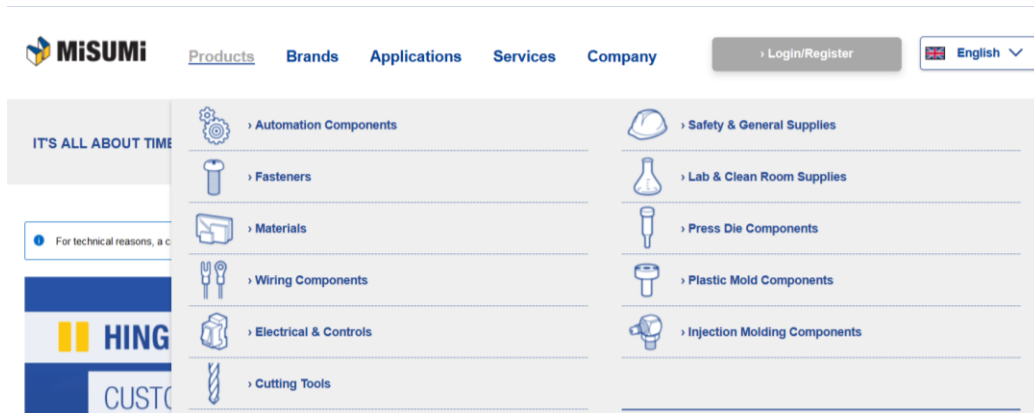 MiSUMi
Products Brands Applications Services Company › Login/Register English
IT'S ALL ABOUT TIME
› Automation Components
› Fasteners
› Materials
› Wiring Components
› Electrical & Controls
› Cutting Tools
› Safety & General Supplies
› Lab & Clean Room Supplies
› Press Die Components
› Plastic Mold Components
› Injection Molding Components
For technical reasons, a
HING
CUSTO